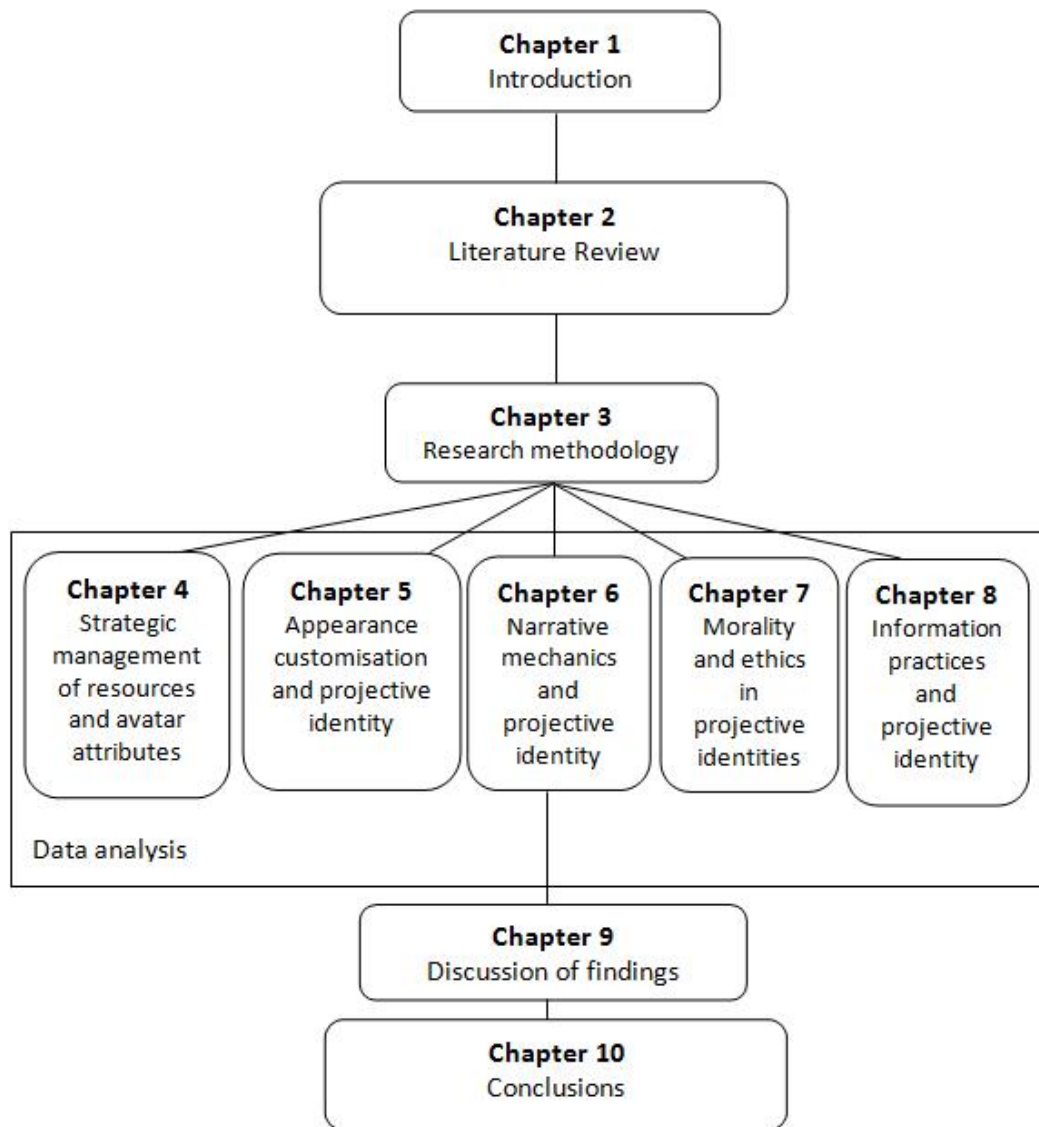 Chapter 1
Introduction
Chapter 2
Literature Review
Chapter 3
Research methodology
Chapter 4
Strategic
management
of resources
and avatar
attributes
Chapter 5
Appearance
customisation
and projective
identity
Chapter 6
Narrative
mechanics
and
projective
identity
Chapter 7
Morality
and ethics
in
projective
identities
Chapter 8
Information
practices
and
projective
identity
Data analysis
Chapter 9
Discussion of findings
Chapter 10
Conclusions